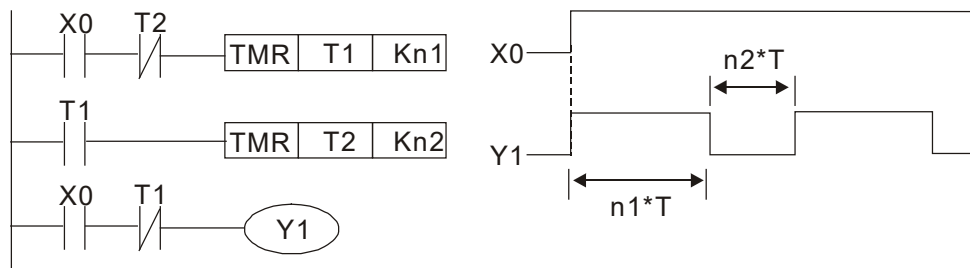 X0 T2
TMR T1 Kn1
T1
TMR T2 Kn2
X0 T1
Y1
X0
n2*T
Y1
n1*T